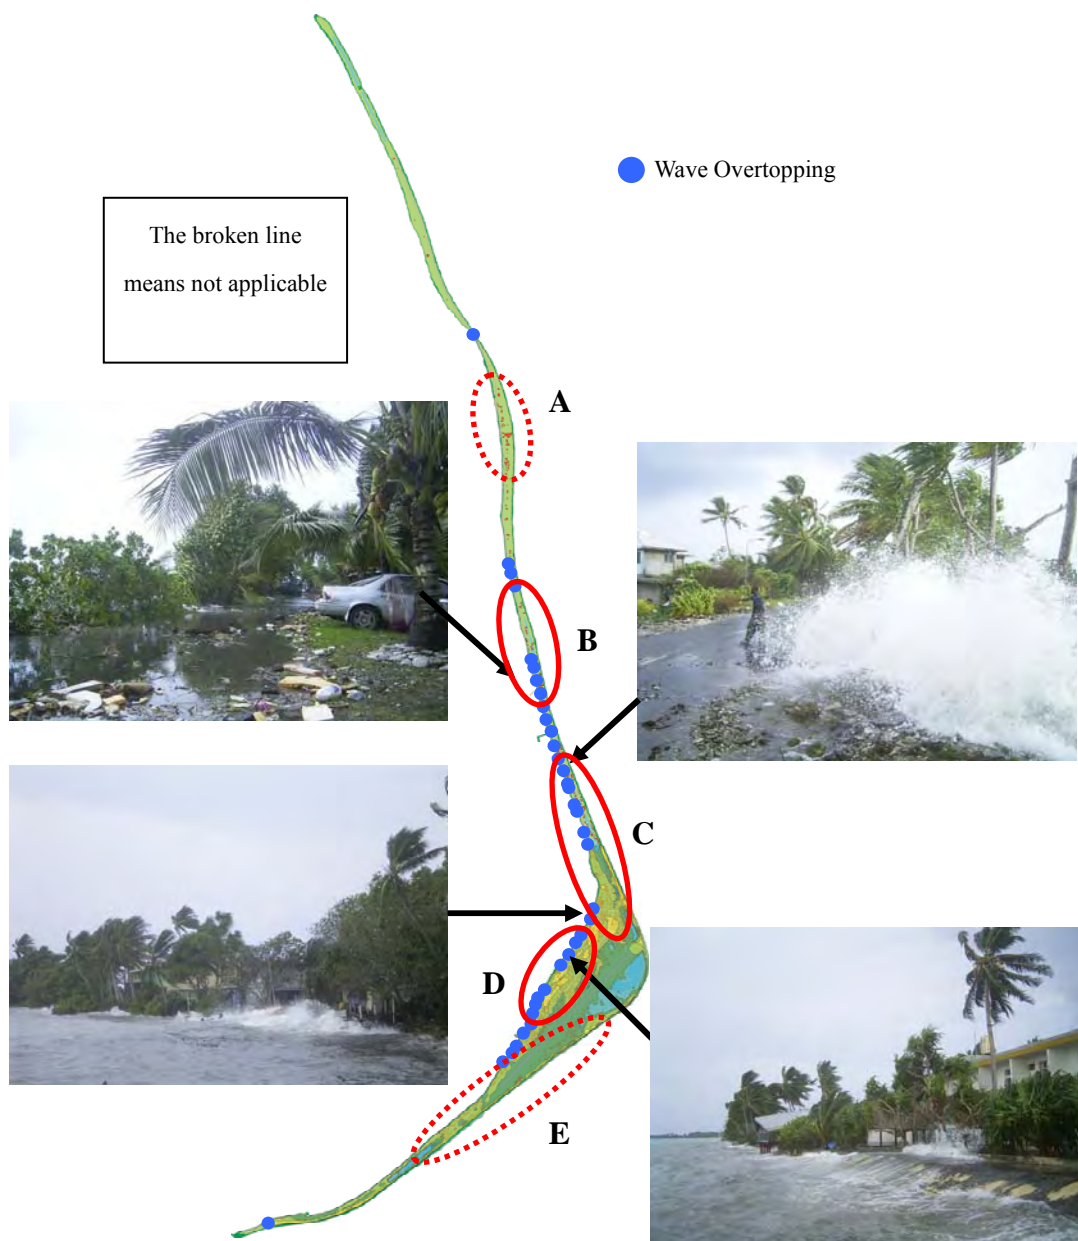 Wave Overtopping
The broken line
means not applicable
A
B
C
D
E